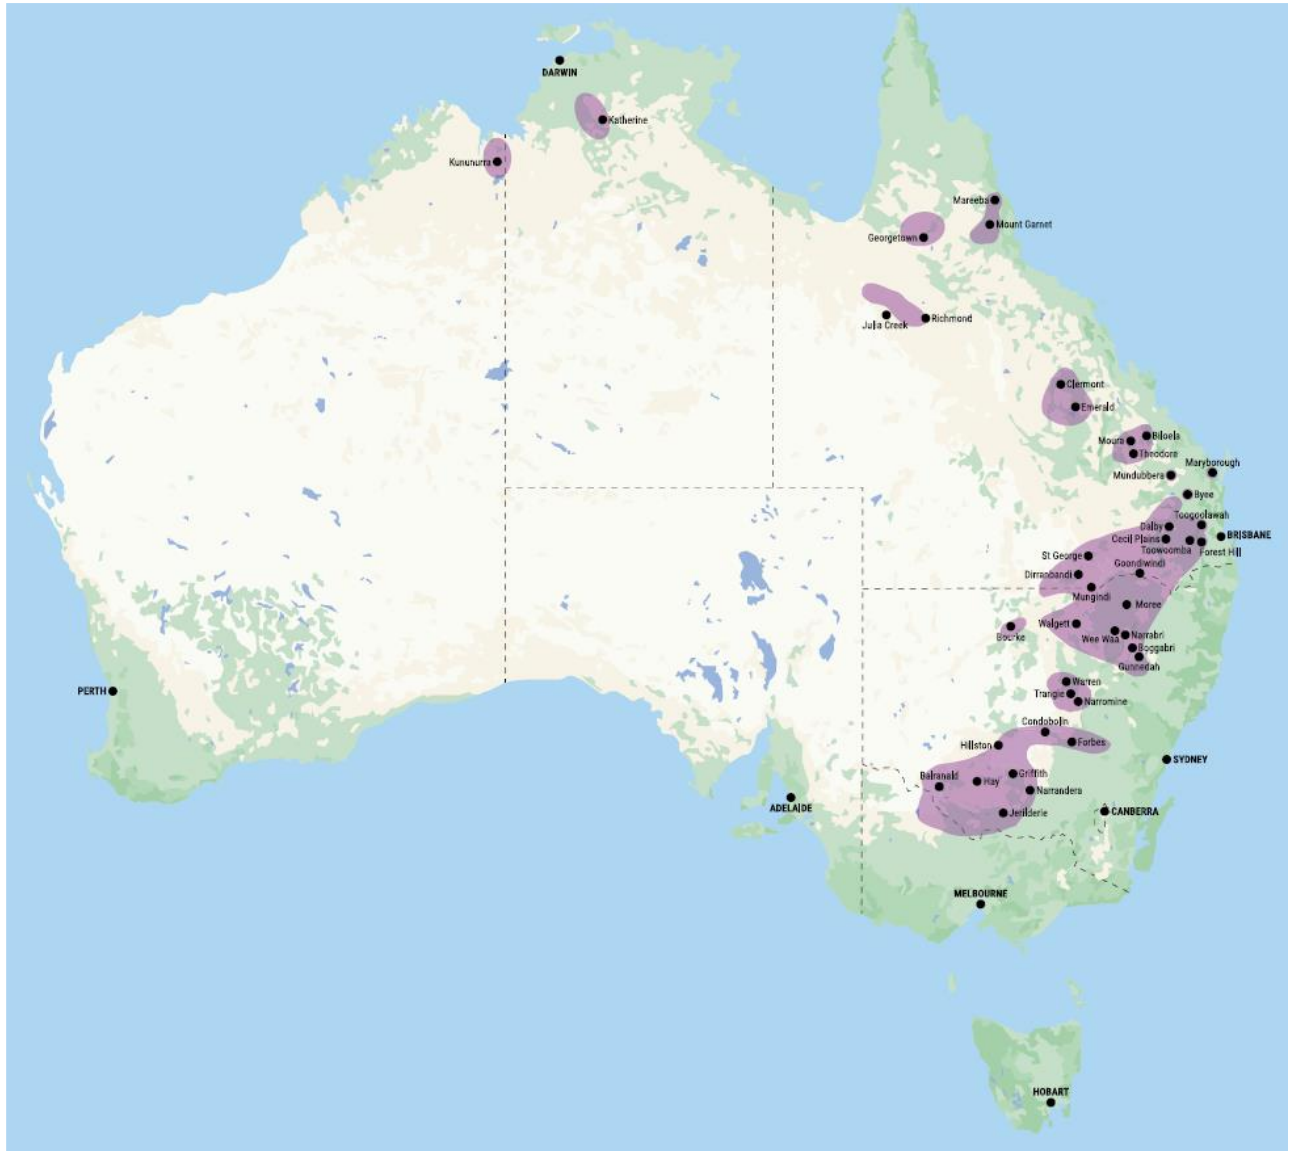 DARWIN
Katherine
Kununurra
Mareeba
Mount Garnet
Georgetown
Julia Creek
Richmond
Clermont
Emerald
Biloela
Moura
Theodore
Maryborough
Mundubbera
Byee
Toogoolawah
Dalby
BRISBANE
Cecil Plains
Toowoomba
Forest Hill
St George
Goondiwindi
Dirranbandi
Mungindi
Moree
Walgett
Bourke
Wee Waa
Narrabri
Boggabri
Gunnedah
Warren
Trangie
Narromine
PERTH
Condobolin
Forbes
Hillston
SYDNEY
Balranald
Hay
Griffith
Narrandera
ADELAIDE
Jerilderie
CANBERRA
MELBOURNE
HOBART